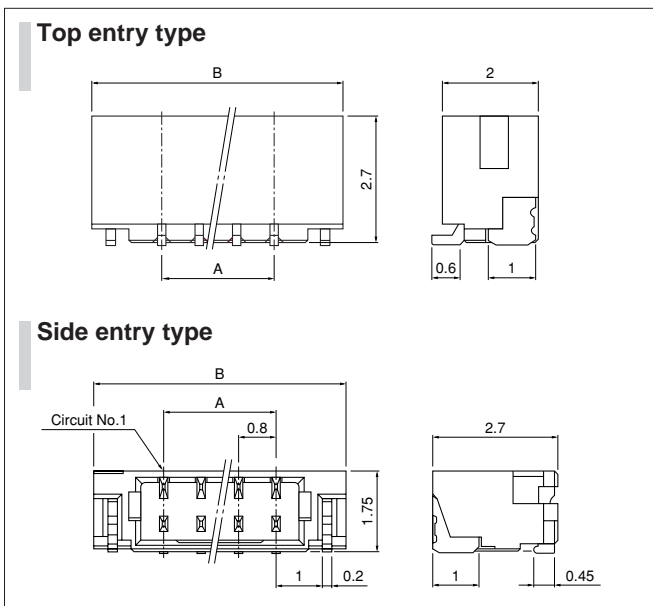 Top entry type
B
2
2.7
A
0.6
1
Side entry type
B
A
Circuit No.1
0.8
2.7
1.75
1
0.2
1
0.45